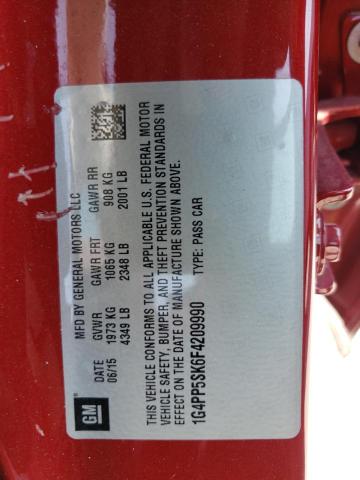 MFD BY GENERAL MOTORS LLC
DATE GVWR GAWR FRT GAWR RR
06/15 1973 KG 1065 KG 908 KG
4349 LB 2348 LB 2001 LB
THIS VEHICLE CONFORMS TO ALL APPLICABLE U.S. FEDERAL MOTOR
VEHICLE SAFETY, BUMPER, AND THEFT PREVENTION STANDARDS IN
EFFECT ON THE DATE OF MANUFACTURE SHOWN ABOVE.
1G4PP5SK6F4209990 TYPE: PASS CAR
GM